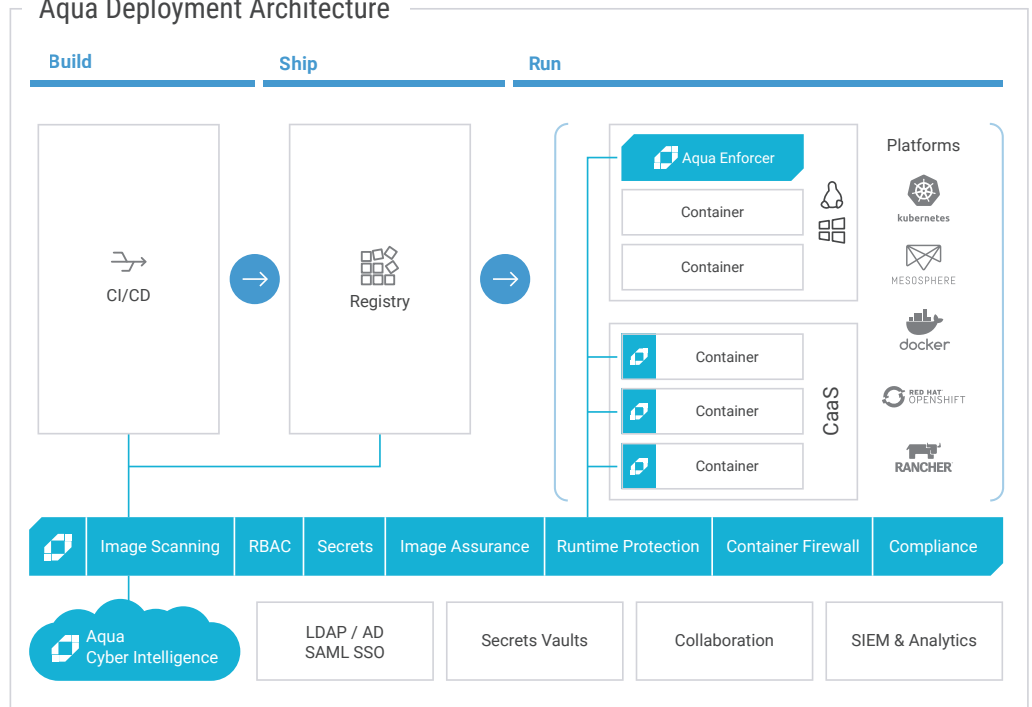 Aqua Deployment Architecture
Build
Ship
Run
CI/CD
Registry
Aqua Enforcer
Container
Container
Container
Container
Container
CaaS
Platforms
kubernetes
MESOSPHERE
docker
RED HAT
OPENSHIFT
RANCHER
Image Scanning
RBAC
Secrets
Image Assurance
Runtime Protection
Container Firewall
Compliance
Aqua
Cyber Intelligence
LDAP / AD
SAML SSO
Secrets Vaults
Collaboration
SIEM & Analytics